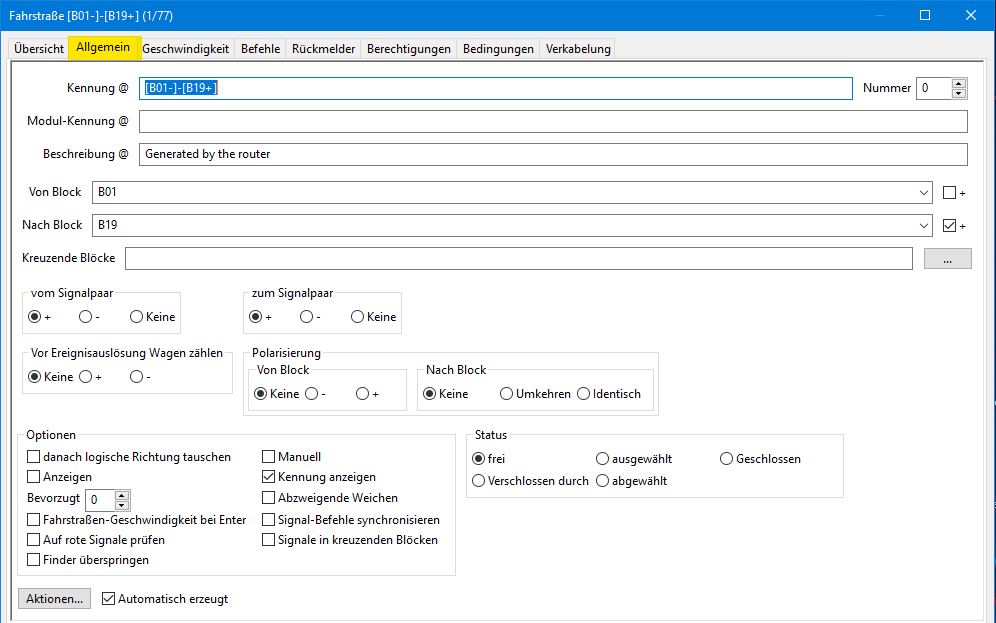 Fahrstraße [B01-]-[B19+] (1/77)
Übersicht Allgemein Geschwindigkeit Befehle Rückmelder Berechtigungen Bedingungen Verkabelung
Kennung @ [B01-]-[B19+] Nummer 0
Modul-Kennung @
Beschreibung @ Generated by the router
Von Block B01 +
Nach Block B19 +
Kreuzende Blöcke ...
vom Signalpaar zum Signalpaar
+ - Keine + - Keine
Vor Ereignisauslösung Wagen zählen Polarisierung
Von Block Nach Block
Keine + - Keine - + Keine Umkehren Identisch
Optionen Status
danach logische Richtung tauschen Manuell frei ausgewählt Geschlossen
Anzeigen Kennung anzeigen Verschlossen durch abgewählt
Bevorzugt 0 Abzweigende Weichen
Fahrstraßen-Geschwindigkeit bei Enter Signal-Befehle synchronisieren
Auf rote Signale prüfen Signale in kreuzenden Blöcken
Finder überspringen
Aktionen... Automatisch erzeugt